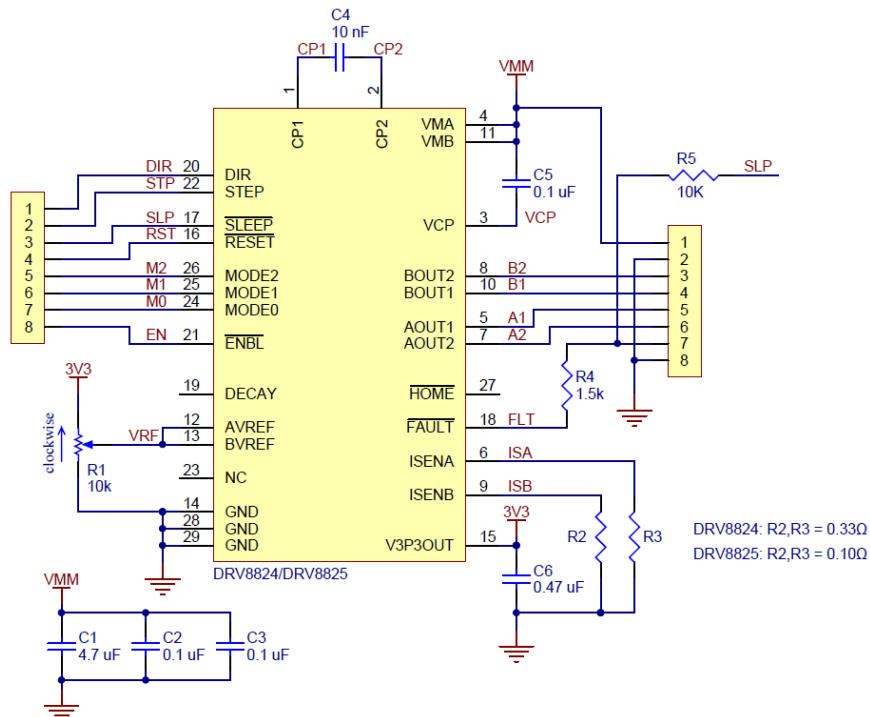 C4
10 nF
CP1 CP2
1 2
CP1 CP2
VMM
VMA 4
VMB 11
C5
0.1 uF
VCP 3 VCP
R5
10K
SLP
DIR 20 DIR
STP 22 STEP
SLP 17 SLEEP
RST 16 RESET
M2 26 MODE2
M1 25 MODE1
M0 24 MODE0
EN 21 ENBL
1
2
3
4
5
6
7
8
BOUT2 8 B2
BOUT1 10 B1
AOUT1 5 A1
AOUT2 7 A2
1
2
3
4
5
6
7
8
19 DECAY
HOME 27
R4
1.5k
3V3
clockwise
VRF
12 AVREF
13 BVREF
R1
10k
FAULT 18 FLT
23 NC
ISENA 6 ISA
ISENB 9 ISB
14 GND
28 GND
29 GND
3V3
V3P3OUT 15
R2 R3
DRV8824: R2,R3 = 0.33Ω
DRV8825: R2,R3 = 0.10Ω
C6
0.47 uF
DRV8824/DRV8825
VMM
C1
4.7 uF
C2
0.1 uF
C3
0.1 uF